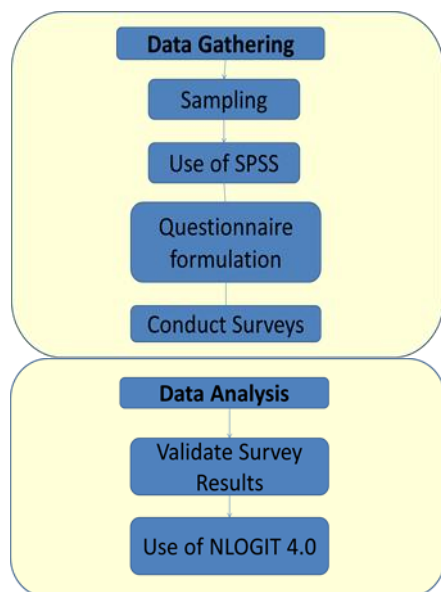 Data Gathering
Sampling
Use of SPSS
Questionnaire
formulation
Conduct Surveys
Data Analysis
Validate Survey
Results
Use of NLOGIT 4.0